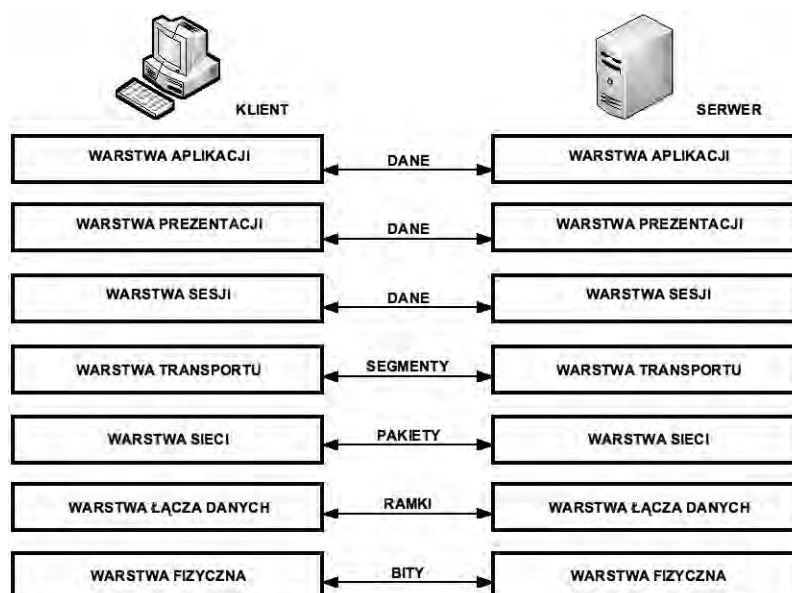 KLIENT SERWER
WARSTWA APLIKACJI DANE WARSTWA APLIKACJI
WARSTWA PREZENTACJI DANE WARSTWA PREZENTACJI
WARSTWA SESJI DANE WARSTWA SESJI
WARSTWA TRANSPORTU SEGMENTY WARSTWA TRANSPORTU
WARSTWA SIECI PAKIETY WARSTWA SIECI
WARSTWA ŁĄCZA DANYCH RAMKI WARSTWA ŁĄCZA DANYCH
WARSTWA FIZYCZNA BITY WARSTWA FIZYCZNA